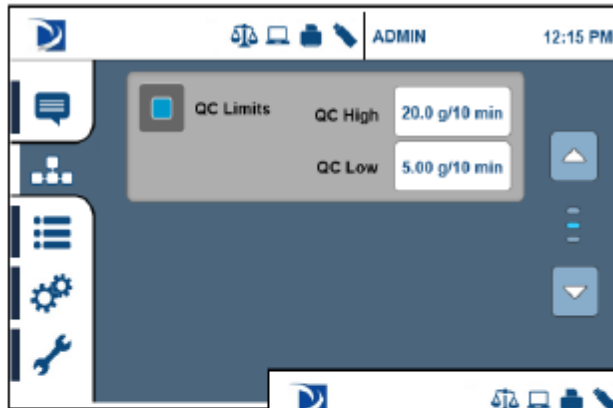 ADMIN 12:15 PM
QC Limits QC High 20.0 g/10 min
QC Low 5.00 g/10 min